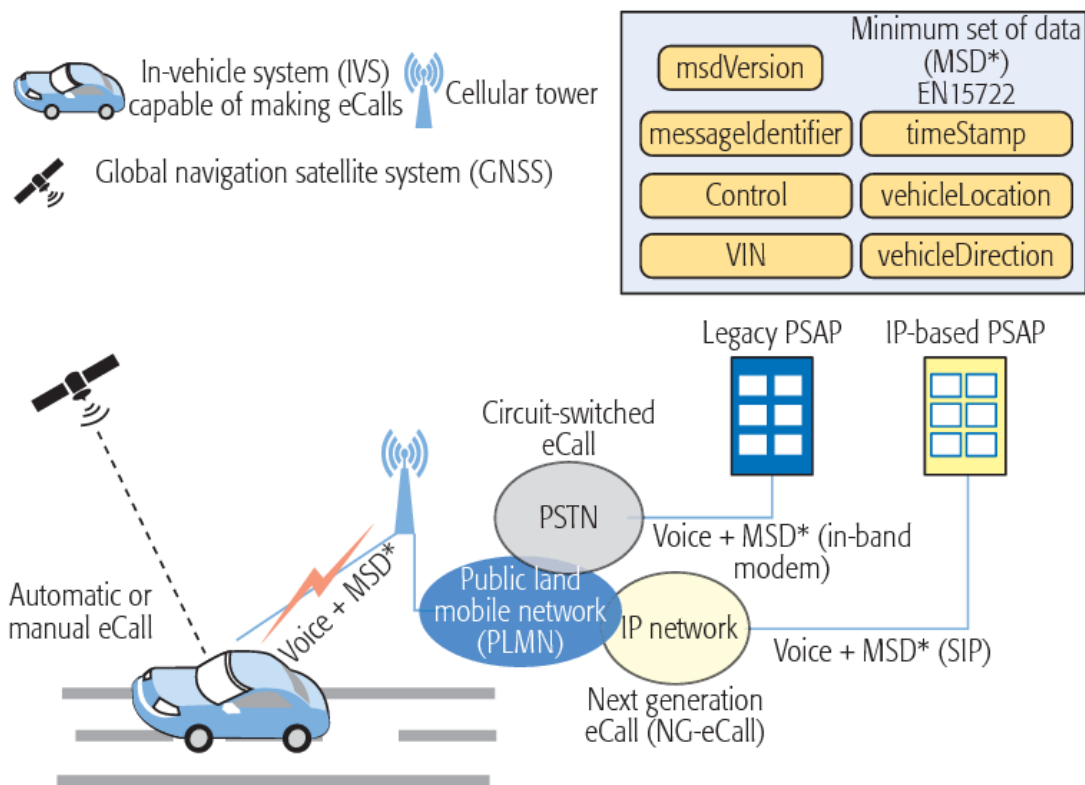 In-vehicle system (IVS)
capable of making eCalls
Cellular tower
Global navigation satellite system (GNSS)
Minimum set of data
(MSD*)
EN15722
msdVersion
messageIdentifier
timeStamp
Control
vehicleLocation
VIN
vehicleDirection
Legacy PSAP
IP-based PSAP
Circuit-switched
eCall
PSTN
Voice + MSD* (in-band
modem)
Public land
mobile network
(PLMN)
IP network
Voice + MSD* (SIP)
Next generation
eCall (NG-eCall)
Automatic or
manual eCall
Voice + MSD*